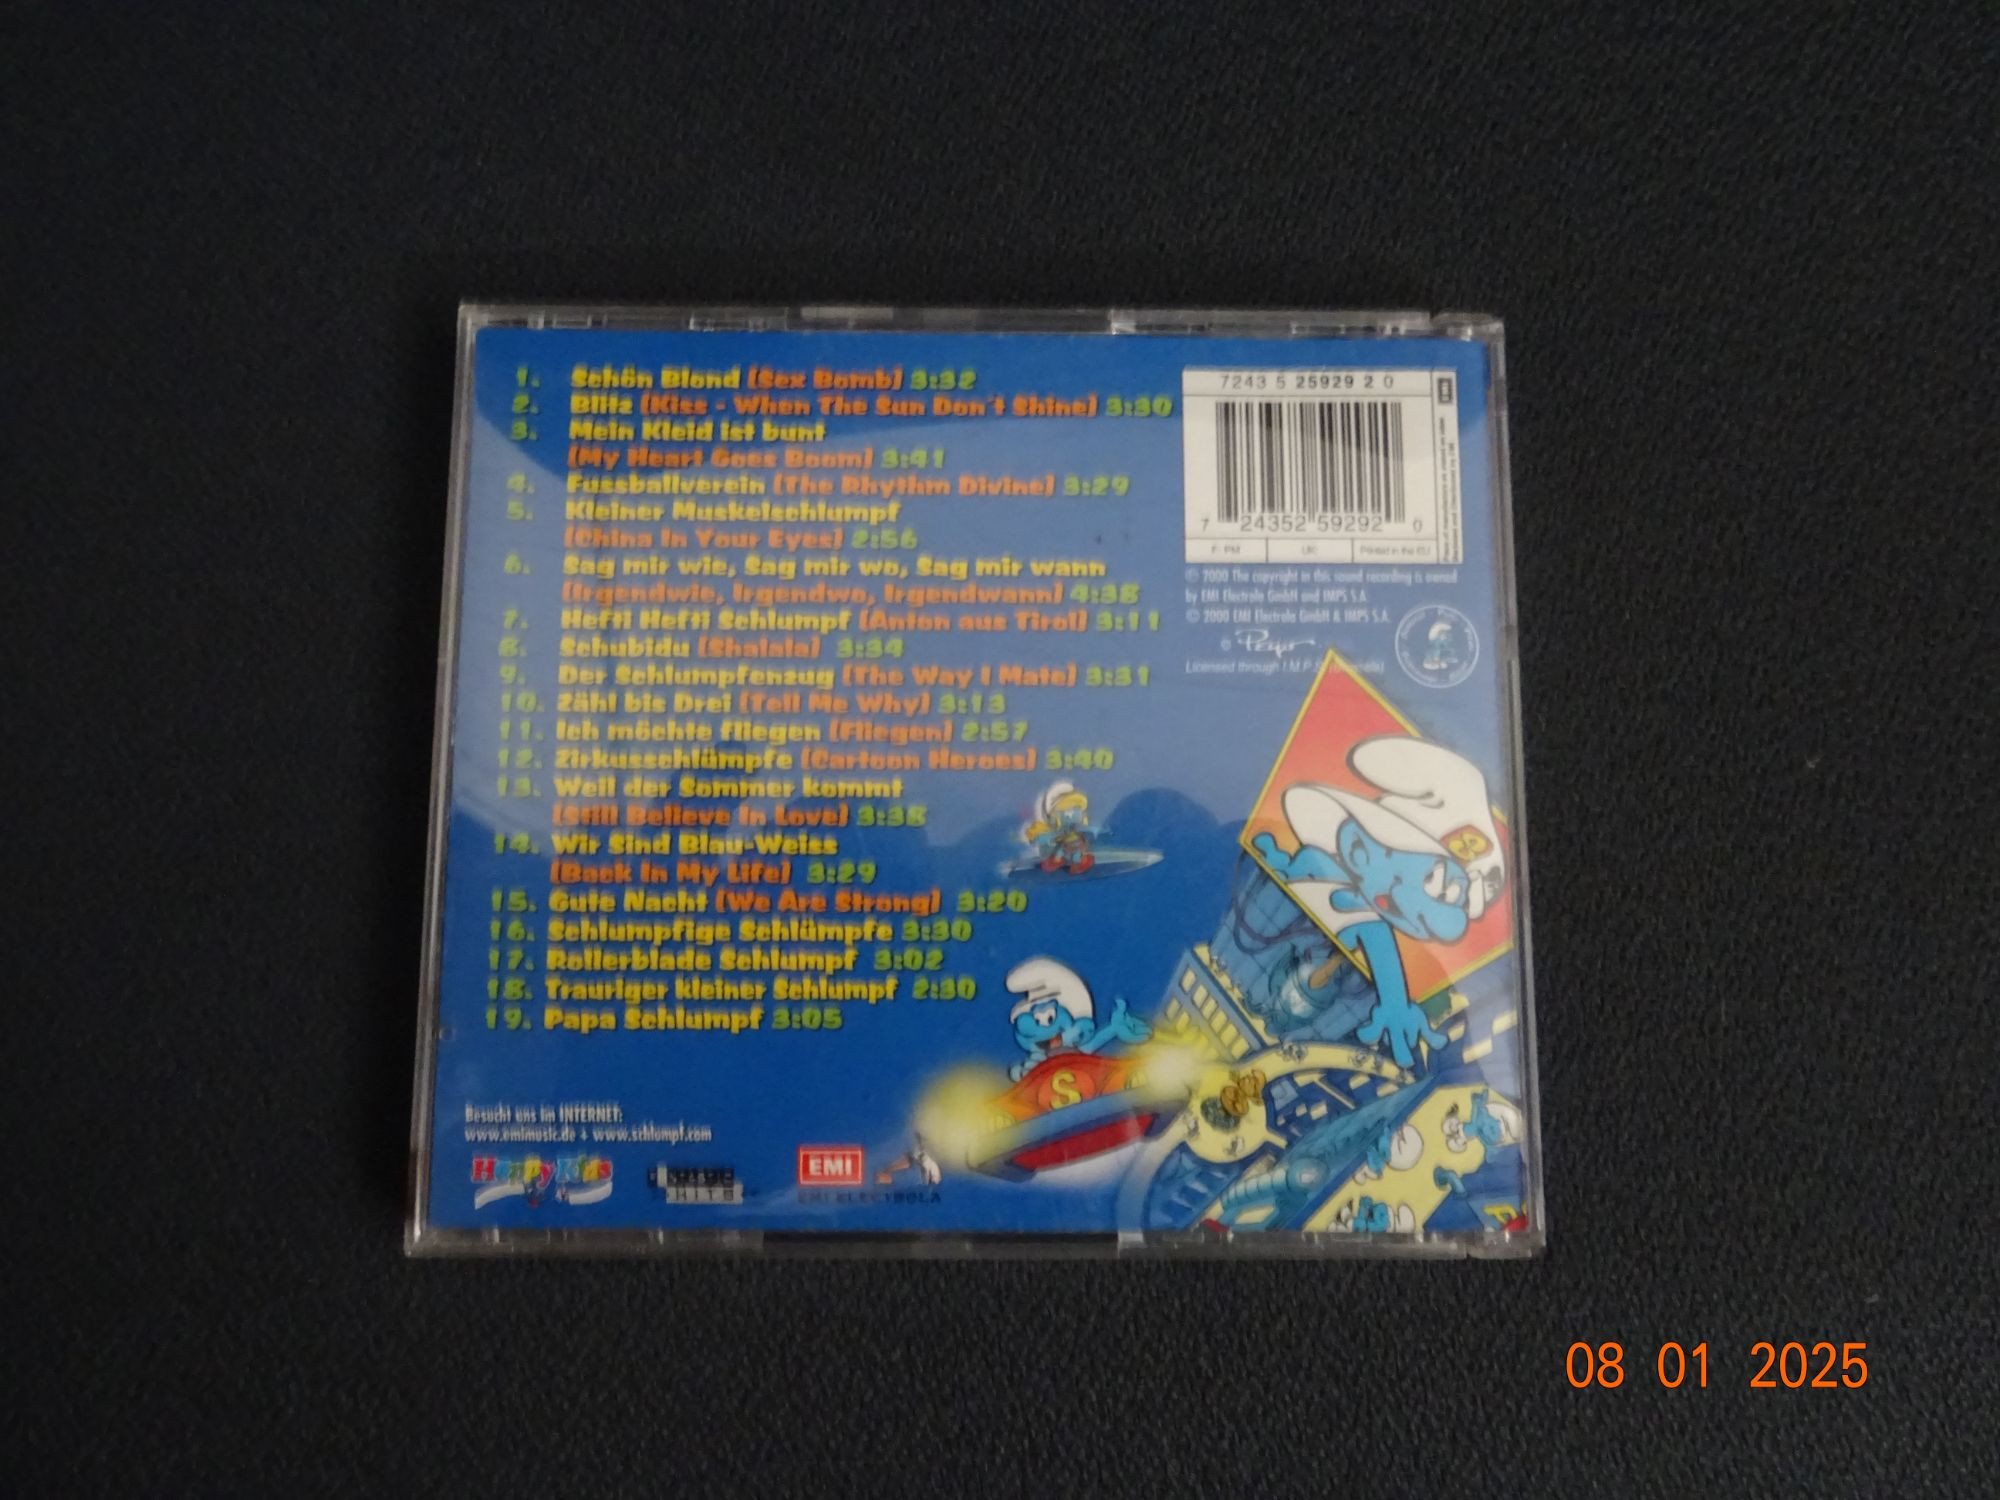 1. Schön Blond (Sex Bomb) 3:32
2. Blitz (Kiss - When The Sun Don't Shine) 3:30
3. Mein Kleid ist bunt
(My Heart Goes Boom) 3:41
4. Fussballverein (The Rhythm Divine) 3:29
5. Kleiner Muskelschlumpf
(China In Your Eyes) 2:56
6. Sag mir wie, Sag mir wo, Sag mir wann
(Irgendwie, Irgendwo, Irgendwann) 4:38
7. Hefti Hefti Schlumpf (Anton aus Tirol) 3:11
8. Schubidu (Shalala) 3:34
9. Der Schlumpfenzug (The Way I Mate) 3:31
10. Zähl bis Drei (Tell Me Why) 3:13
11. Ich möchte fliegen (Fliegen) 2:57
12. Zirkusschlümpfe (Cartoon Heroes) 3:40
13. Weil der Sommer kommt
(Still Believe In Love) 3:38
14. Wir Sind Blau-Weiss
(Back In My Life) 3:29
15. Gute Nacht (We Are Strong) 3:20
16. Schlumpfige Schlümpfe 3:30
17. Rollerblade Schlumpf 3:02
18. Trauriger kleiner Schlumpf 2:30
19. Papa Schlumpf 3:05
7243 5 25929 2 0
7 24352 59292 0
F: PM
UK:
Printed in the EU
℗ 2000 The copyright in this sound recording is owned
by EMI Electrola GmbH and IMPS S.A.
© 2000 EMI Electrola GmbH & IMPS S.A.
© Peyo
Licensed through I.M.P.S. (Brussels)
S
Besucht uns im INTERNET:
www.emimusic.de + www.schlumpf.com
Happy Kids
HITS
EMI
EMI ELECTROLA
08 01 2025